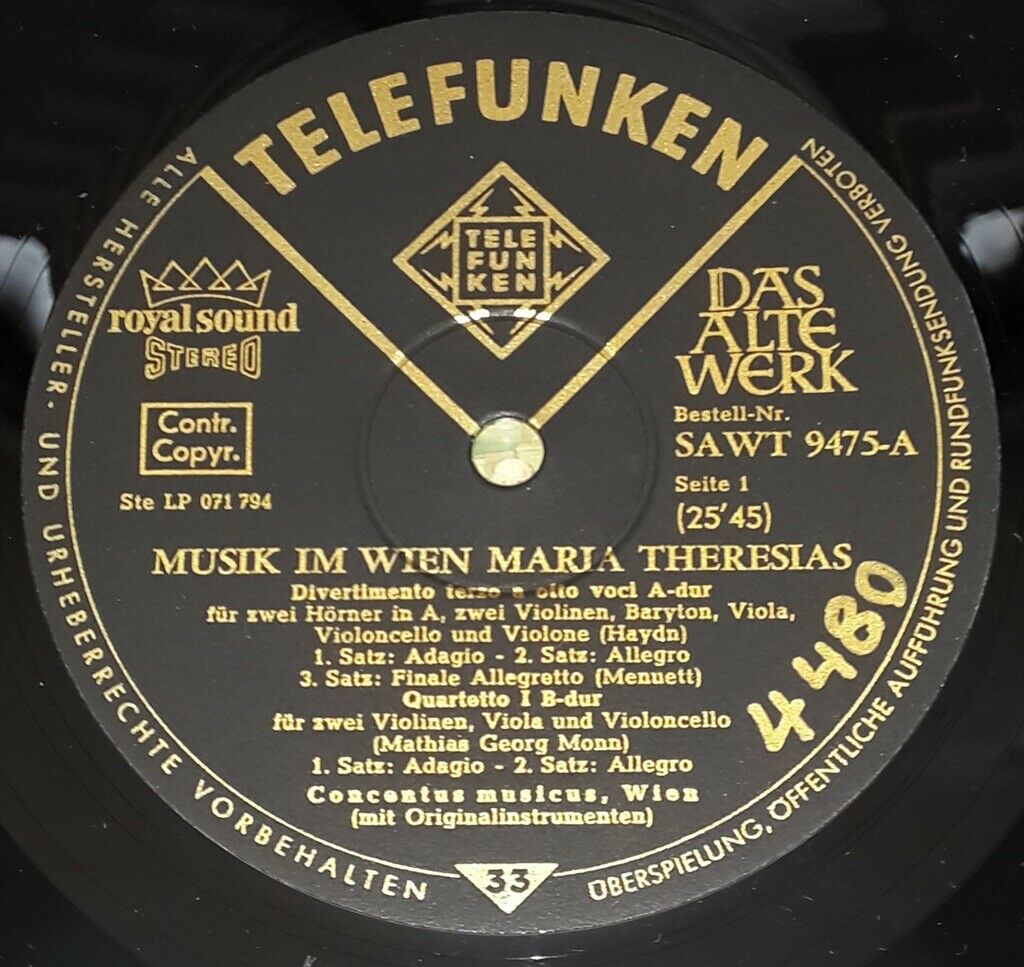 TELEFUNKEN
TELE
FUN
KEN
royal sound
STEREO
Contr.
Copyr.
Ste LP 071 794
DAS
ALTE
WERK
Bestell-Nr.
SAWT 9475-A
Seite 1
(25'45)
MUSIK IM WIEN MARIA THERESIAS
Divertimento terzo a otto voci A-dur
für zwei Hörner in A, zwei Violinen, Baryton, Viola,
Violoncello und Violone (Haydn)
1. Satz: Adagio - 2. Satz: Allegro
3. Satz: Finale Allegretto (Menuett)
Quartetto I B-dur
für zwei Violinen, Viola und Violoncello
(Mathias Georg Monn)
1. Satz: Adagio - 2. Satz: Allegro
Concentus musicus, Wien
(mit Originalinstrumenten)
4480
33
ALLE HERSTELLER- UND URHEBERRECHTE VORBEHALTEN
ÜBERSPIELUNG, ÖFFENTLICHE AUFFÜHRUNG UND RUNDFUNKSENDUNG VERBOTEN